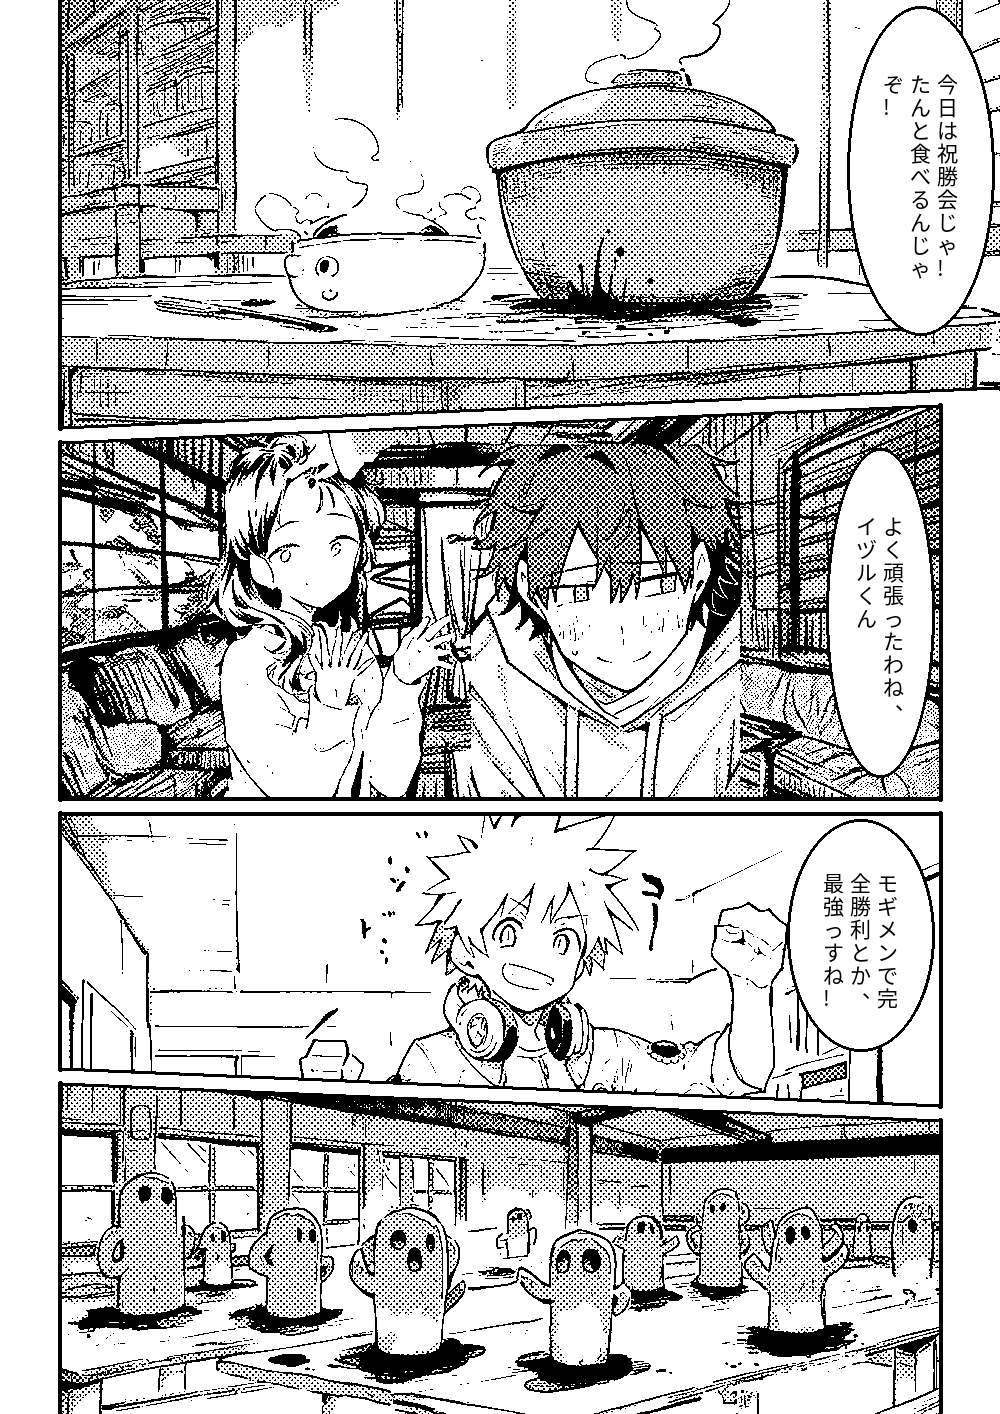 今日は祝勝会じゃ！
たんと食べるんじゃ
ぞ！
よく頑張ったわね、
イヅルくん
モギメンで完
全勝利とか、
最強っすね！